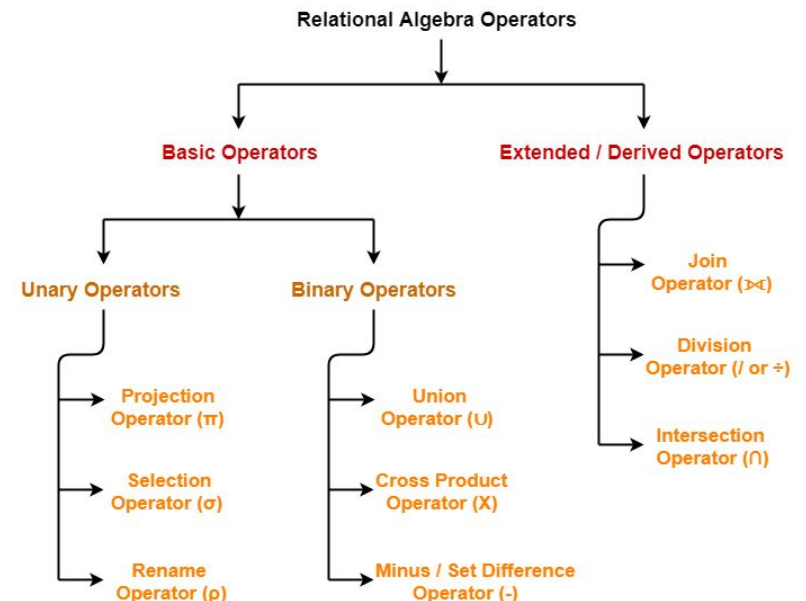 Relational Algebra Operators
Basic Operators
Extended / Derived Operators
Unary Operators
Binary Operators
Projection
Operator (π)
Selection
Operator (σ)
Rename
Operator (ρ)
Union
Operator (∪)
Cross Product
Operator (X)
Minus / Set Difference
Operator (-)
Join
Operator (⋈)
Division
Operator (/ or ÷)
Intersection
Operator (∩)